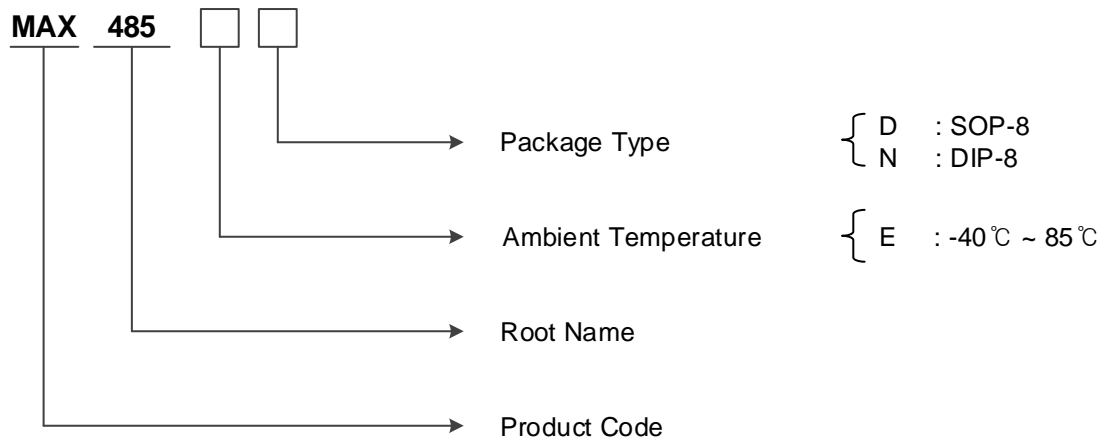 MAX 485
Package Type
D : SOP-8
N : DIP-8
Ambient Temperature
E : -40℃ ~ 85℃
Root Name
Product Code